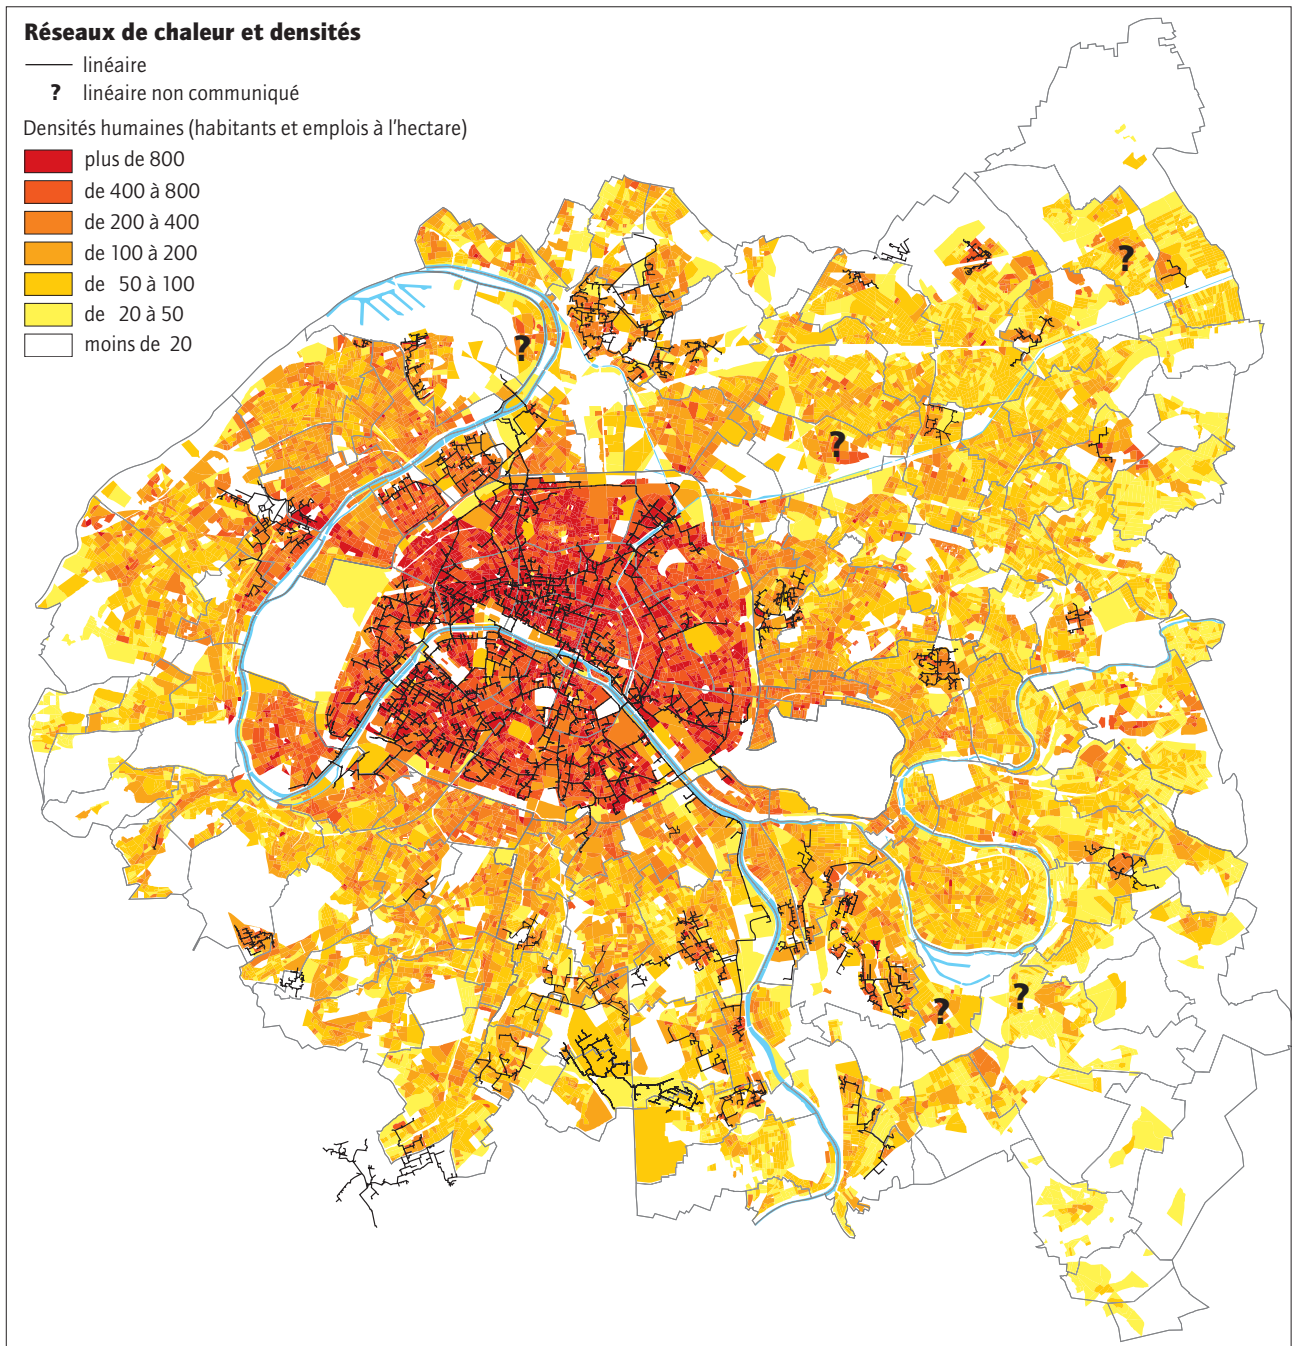 Réseaux de chaleur et densités
linéaire
? linéaire non communiqué
Densités humaines (habitants et emplois à l'hectare)
plus de 800
de 400 à 800
de 200 à 400
de 100 à 200
de 50 à 100
de 20 à 50
moins de 20
?
?
?
?
?